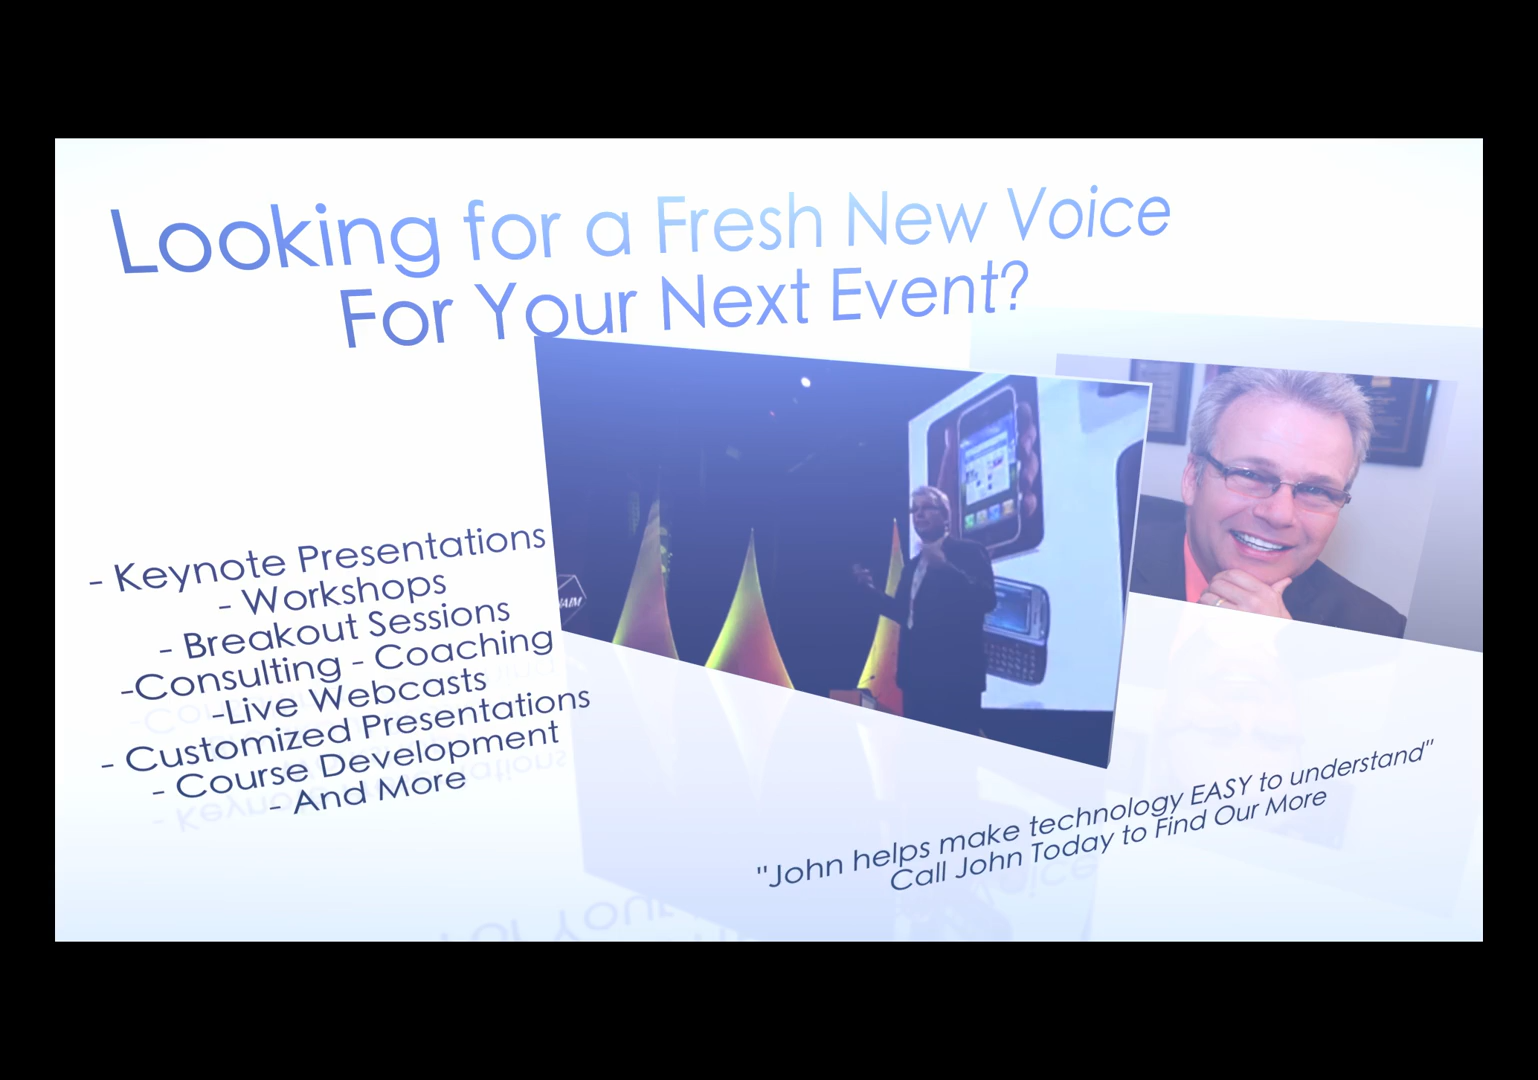 Looking for a Fresh New Voice
For Your Next Event?
- Keynote Presentations
- Workshops
- Breakout Sessions
-Consulting - Coaching
-Live Webcasts
- Customized Presentations
- Course Development
- And More
"John helps make technology EASY to understand"
Call John Today to Find Our More